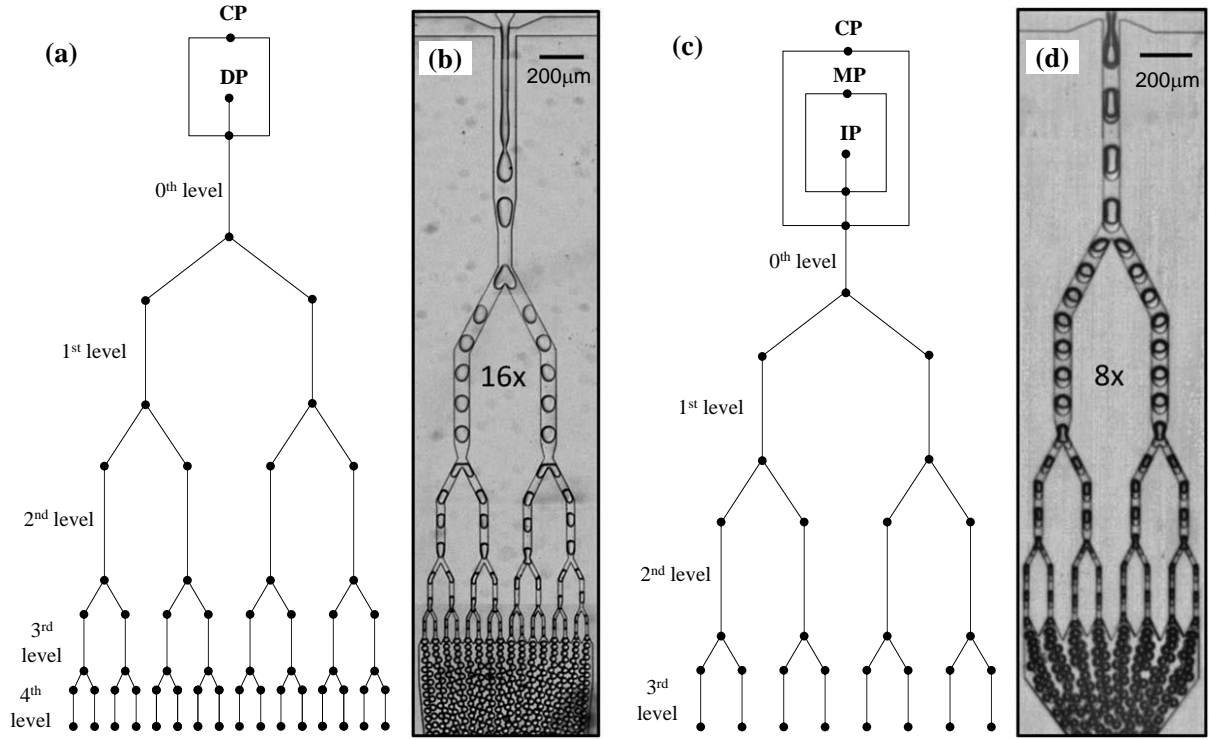 (a)
CP
DP
0th level
1st level
2nd level
3rd
level
4th
level
(b)
200μm
16x
(c)
CP
MP
IP
0th level
1st level
2nd level
3rd
level
(d)
200μm
8x